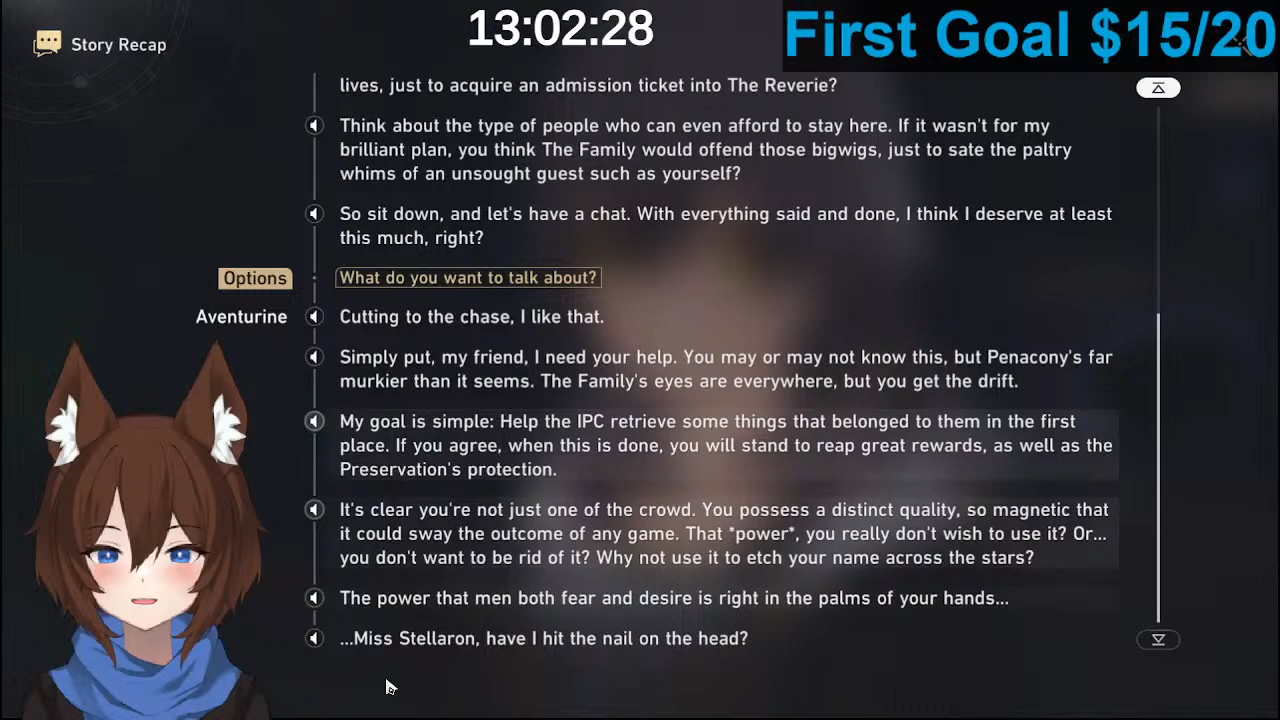 13:02:28
First Goal $15/20
Story Recap
lives, just to acquire an admission ticket into The Reverie?
Think about the type of people who can even afford to stay here. If it wasn't for my
brilliant plan, you think The Family would offend those bigwigs, just to sate the paltry
whims of an unsought guest such as yourself?
So sit down, and let's have a chat. With everything said and done, I think I deserve at least
this much, right?
Options
What do you want to talk about?
Aventurine
Cutting to the chase, I like that.
Simply put, my friend, I need your help. You may or may not know this, but Penacony's far
murkier than it seems. The Family's eyes are everywhere, but you get the drift.
My goal is simple: Help the IPC retrieve some things that belonged to them in the first
place. If you agree, when this is done, you will stand to reap great rewards, as well as the
Preservation's protection.
It's clear you're not just one of the crowd. You possess a distinct quality, so magnetic that
it could sway the outcome of any game. That *power*, you really don't wish to use it? Or...
you don't want to be rid of it? Why not use it to etch your name across the stars?
The power that men both fear and desire is right in the palms of your hands...
...Miss Stellaron, have I hit the nail on the head?